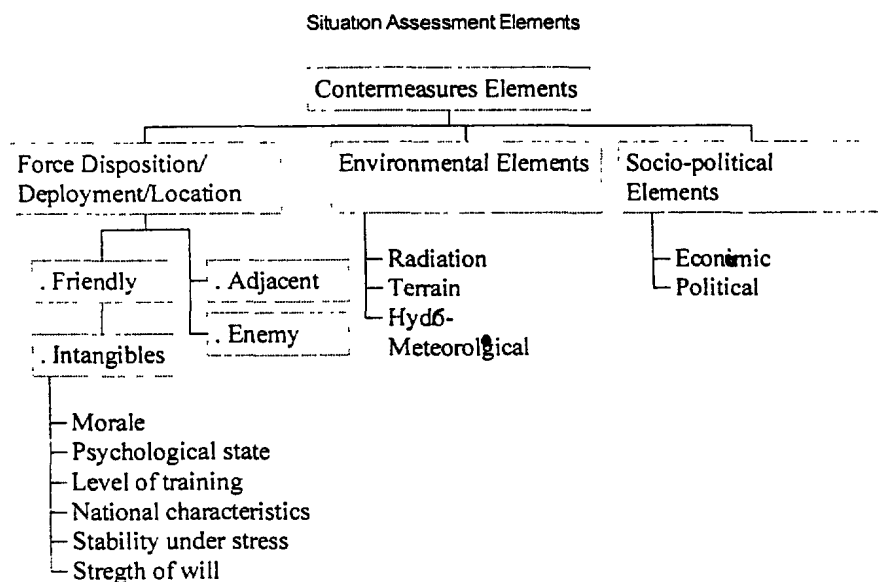 Situation Assessment Elements
Contermeasures Elements
Force Disposition/
Deployment/Location
Environmental Elements
Socio-political
Elements
. Friendly
. Adjacent
. Enemy
. Intangibles
Radiation
Terrain
Hydro-
Meteorolgical
Economic
Political
Morale
Psychological state
Level of training
National characteristics
Stability under stress
Stregth of will